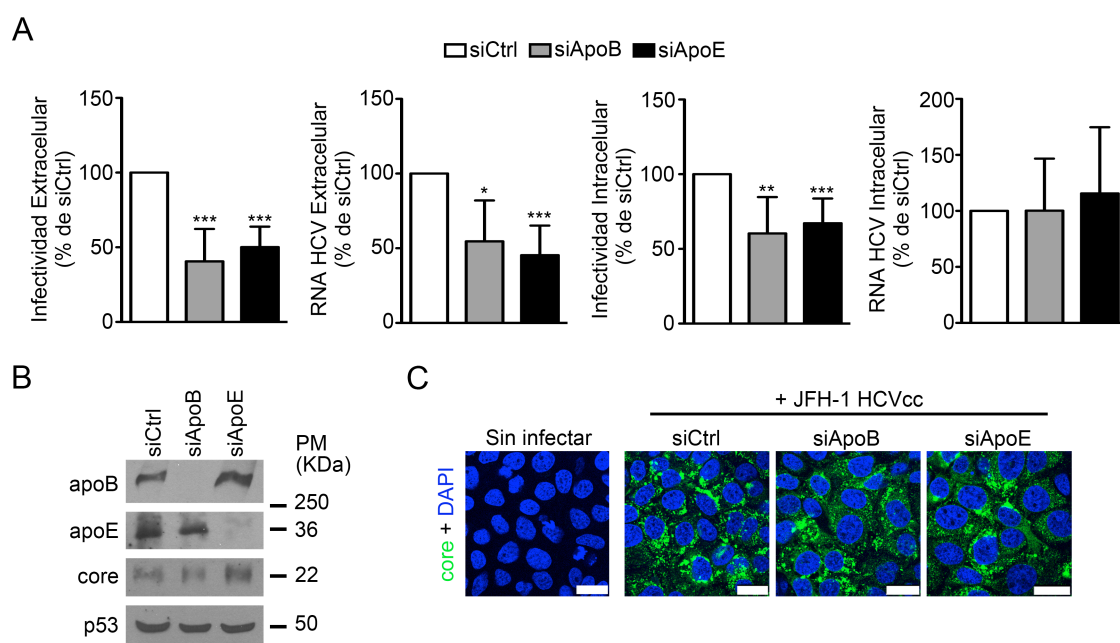 A
siCtrl siApoB siApoE
Infectividad Extracelular
(% de siCtrl)
150
100
50
0
***
***
RNA HCV Extracelular
(% de siCtrl)
150
100
50
0
*
***
Infectividad Intracelular
(% de siCtrl)
150
100
50
0
**
***
RNA HCV Intracelular
(% de siCtrl)
200
150
100
50
0
B
siCtrl
siApoB
siApoE
PM
(KDa)
apoB
250
apoE
36
core
22
p53
50
C
+ JFH-1 HCVcc
Sin infectar
siCtrl
siApoB
siApoE
core + DAPI